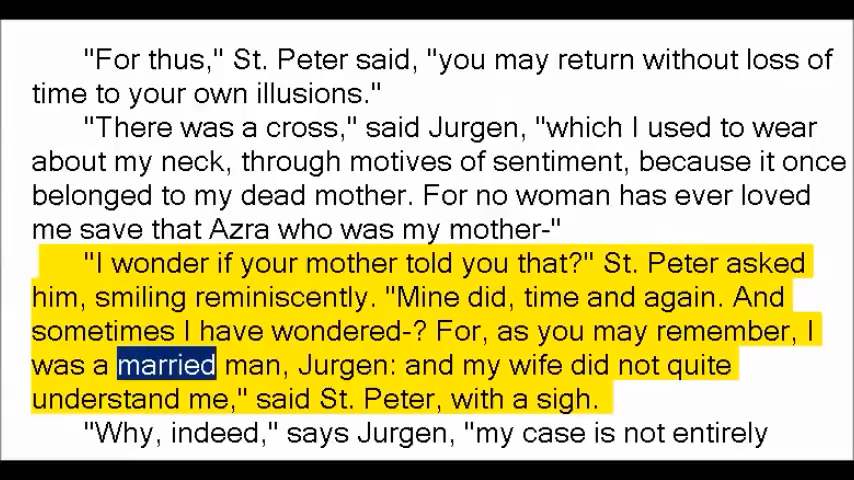 "For thus," St. Peter said, "you may return without loss of
time to your own illusions."
"There was a cross," said Jurgen, "which I used to wear
about my neck, through motives of sentiment, because it once
belonged to my dead mother. For no woman has ever loved
me save that Azra who was my mother-"
"I wonder if your mother told you that?" St. Peter asked
him, smiling reminiscently. "Mine did, time and again. And
sometimes I have wondered-? For, as you may remember, I
was a married man, Jurgen: and my wife did not quite
understand me," said St. Peter, with a sigh.
"Why, indeed," says Jurgen, "my case is not entirely